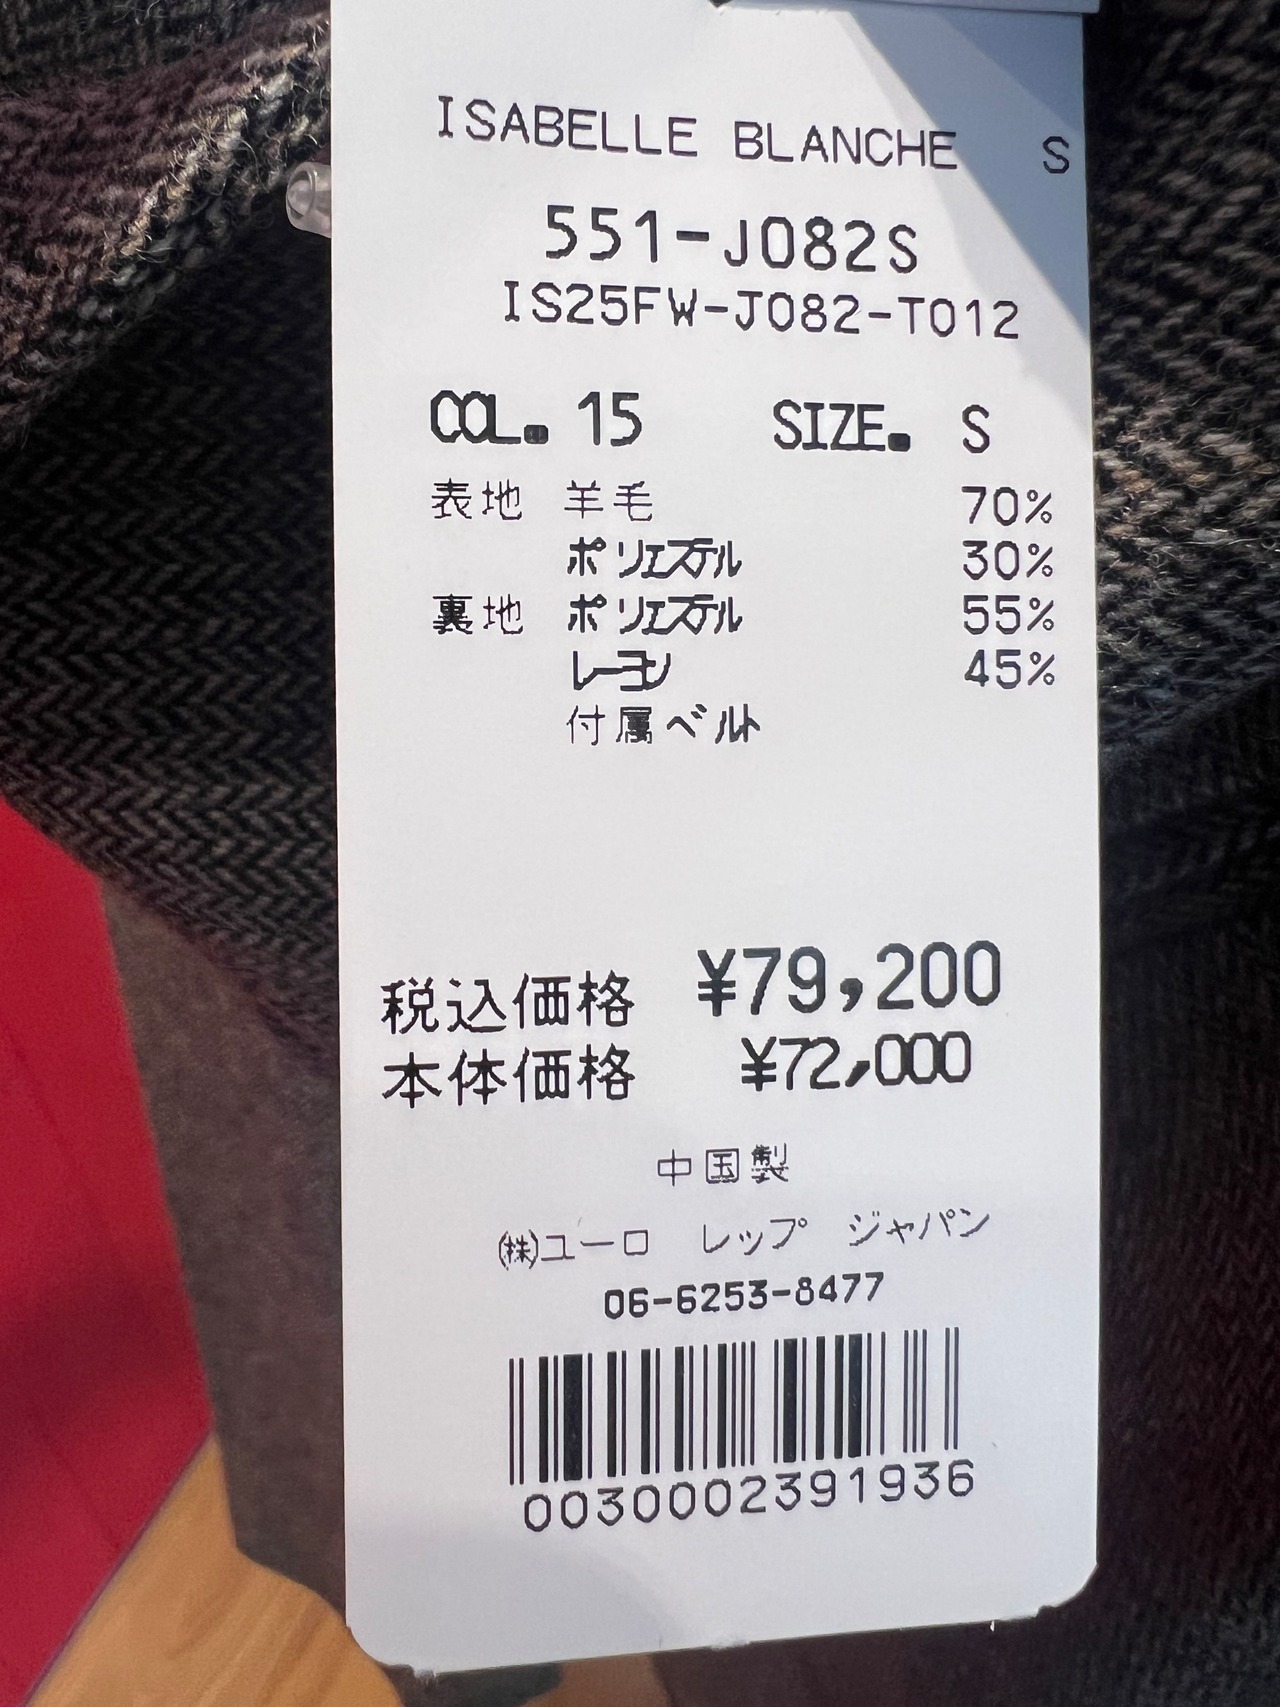 ISABELLE BLANCHE S
551-J082S
IS25FW-J082-T012
COL. 15 SIZE. S
表地 羊毛 70%
ポリエステル 30%
裏地 ポリエステル 55%
レーヨン 45%
付属ベルト
税込価格 ¥79,200
本体価格 ¥72,000
中国製
㈱ユーロ レップ ジャパン
06-6253-8477
0030002391936